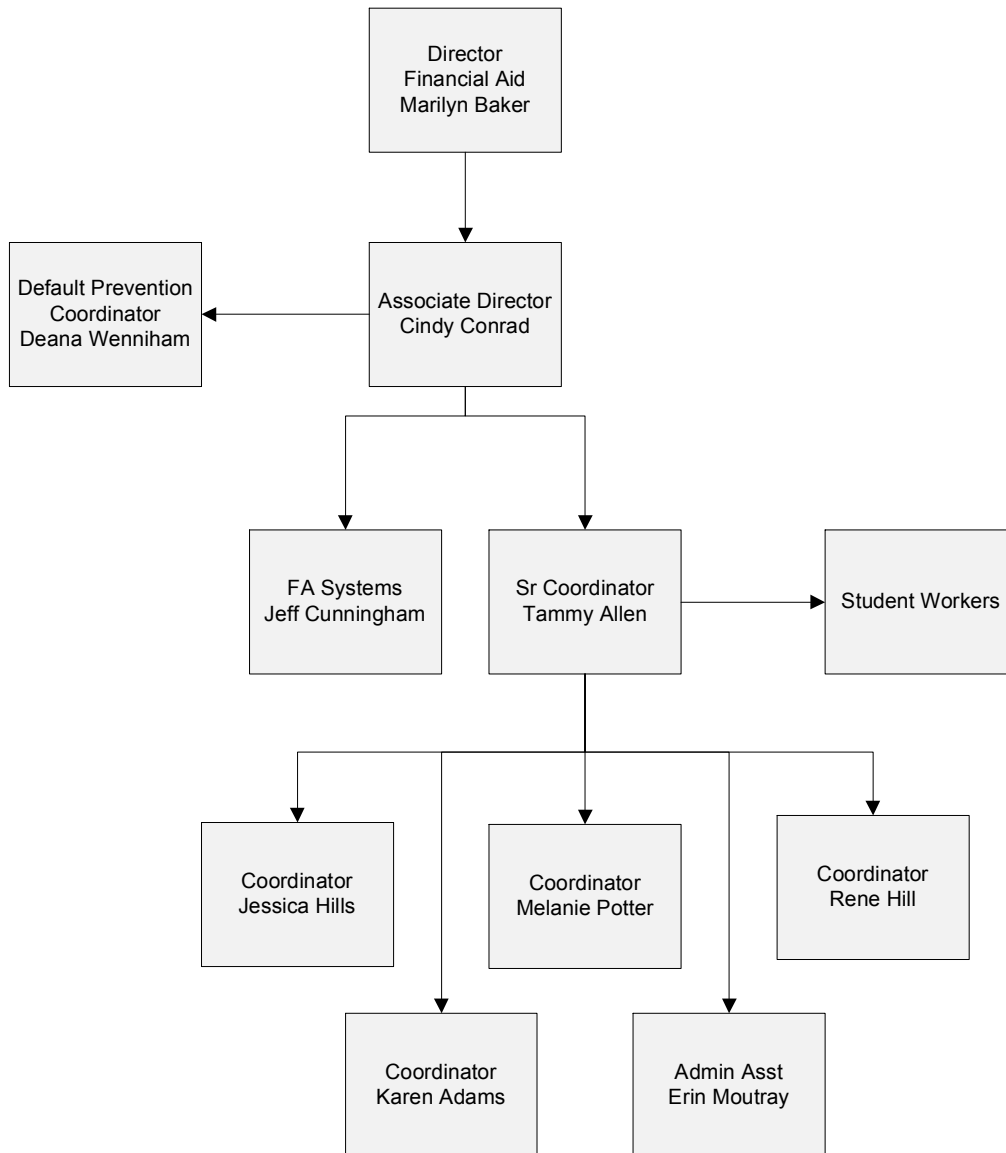 Director
Financial Aid
Marilyn Baker
Default Prevention
Coordinator
Deana Wenniham
Associate Director
Cindy Conrad
FA Systems
Jeff Cunningham
Sr Coordinator
Tammy Allen
Student Workers
Coordinator
Jessica Hills
Coordinator
Melanie Potter
Coordinator
Rene Hill
Coordinator
Karen Adams
Admin Asst
Erin Moutray